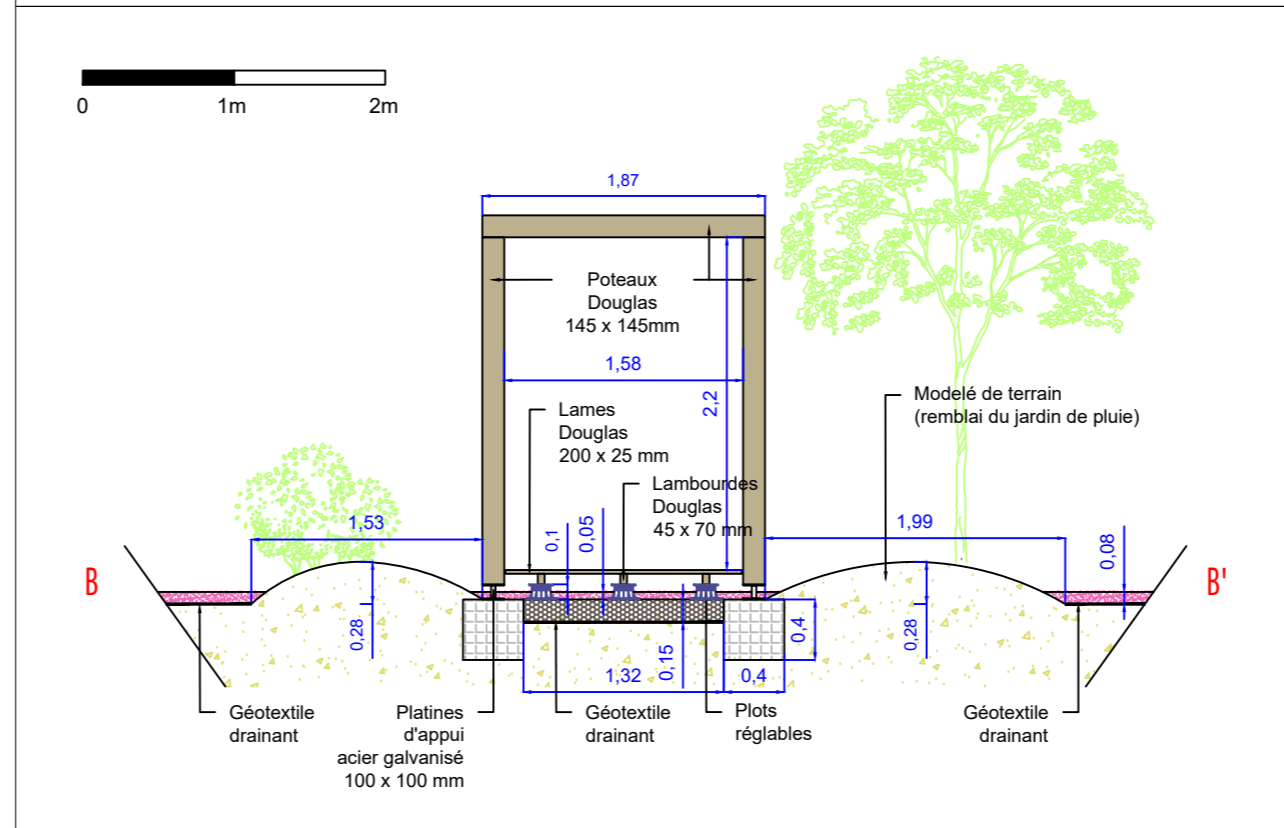 0 1m 2m
1,87
Poteaux
Douglas
145 x 145mm
1,58
2,2
Modelé de terrain
(remblai du jardin de pluie)
Lames
Douglas
200 x 25 mm
Lambourdes
Douglas
45 x 70 mm
1,53
0,1
0,05
1,99
0,08
B
B'
0,28
0,15
0,4
0,28
1,32
0,4
Géotextile
drainant
Platines
d'appui
acier galvanisé
100 x 100 mm
Géotextile
drainant
Plots
réglables
Géotextile
drainant